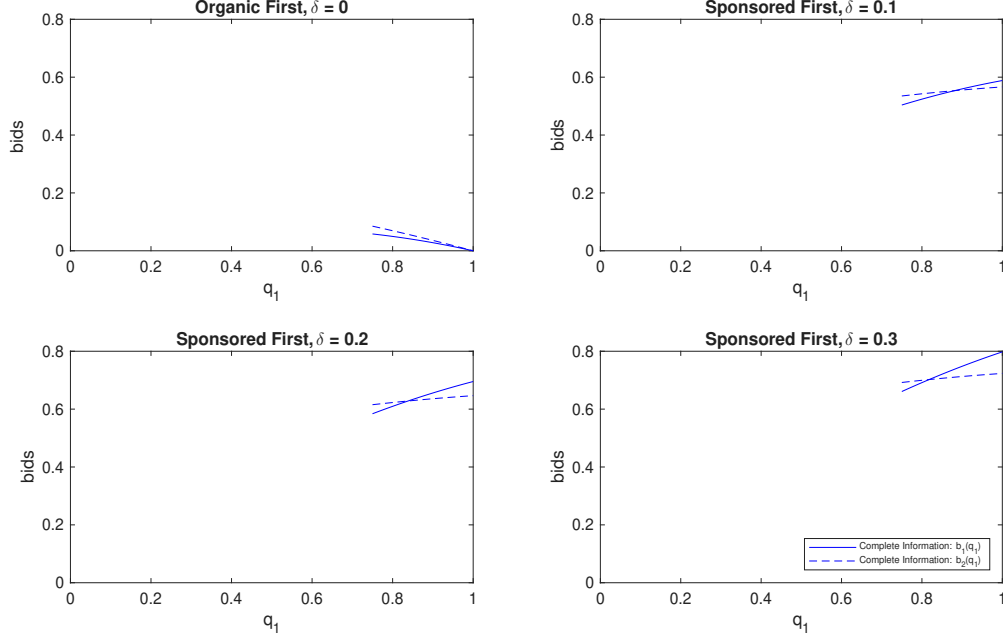 Organic First, δ = 0
0.8
0.6
0.4
0.2
0
bids
0 0.2 0.4 0.6 0.8 1
q1
Sponsored First, δ = 0.1
0.8
0.6
0.4
0.2
0
bids
0 0.2 0.4 0.6 0.8 1
q1
Sponsored First, δ = 0.2
0.8
0.6
0.4
0.2
0
bids
0 0.2 0.4 0.6 0.8 1
q1
Sponsored First, δ = 0.3
0.8
0.6
0.4
0.2
0
bids
Complete Information: b1(q1)
Complete Information: b2(q1)
0 0.2 0.4 0.6 0.8 1
q1